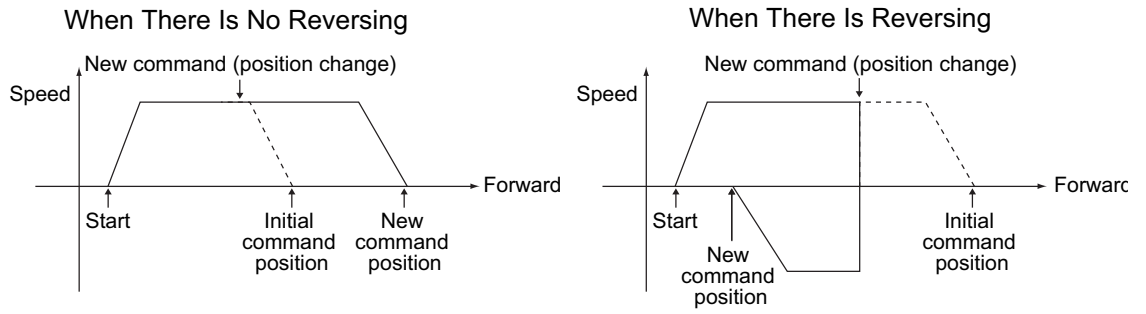 When There Is No Reversing
New command (position change)
Speed
Forward
Start
Initial
command
position
New
command
position
When There Is Reversing
New command (position change)
Speed
Forward
Start
New
command
position
Initial
command
position